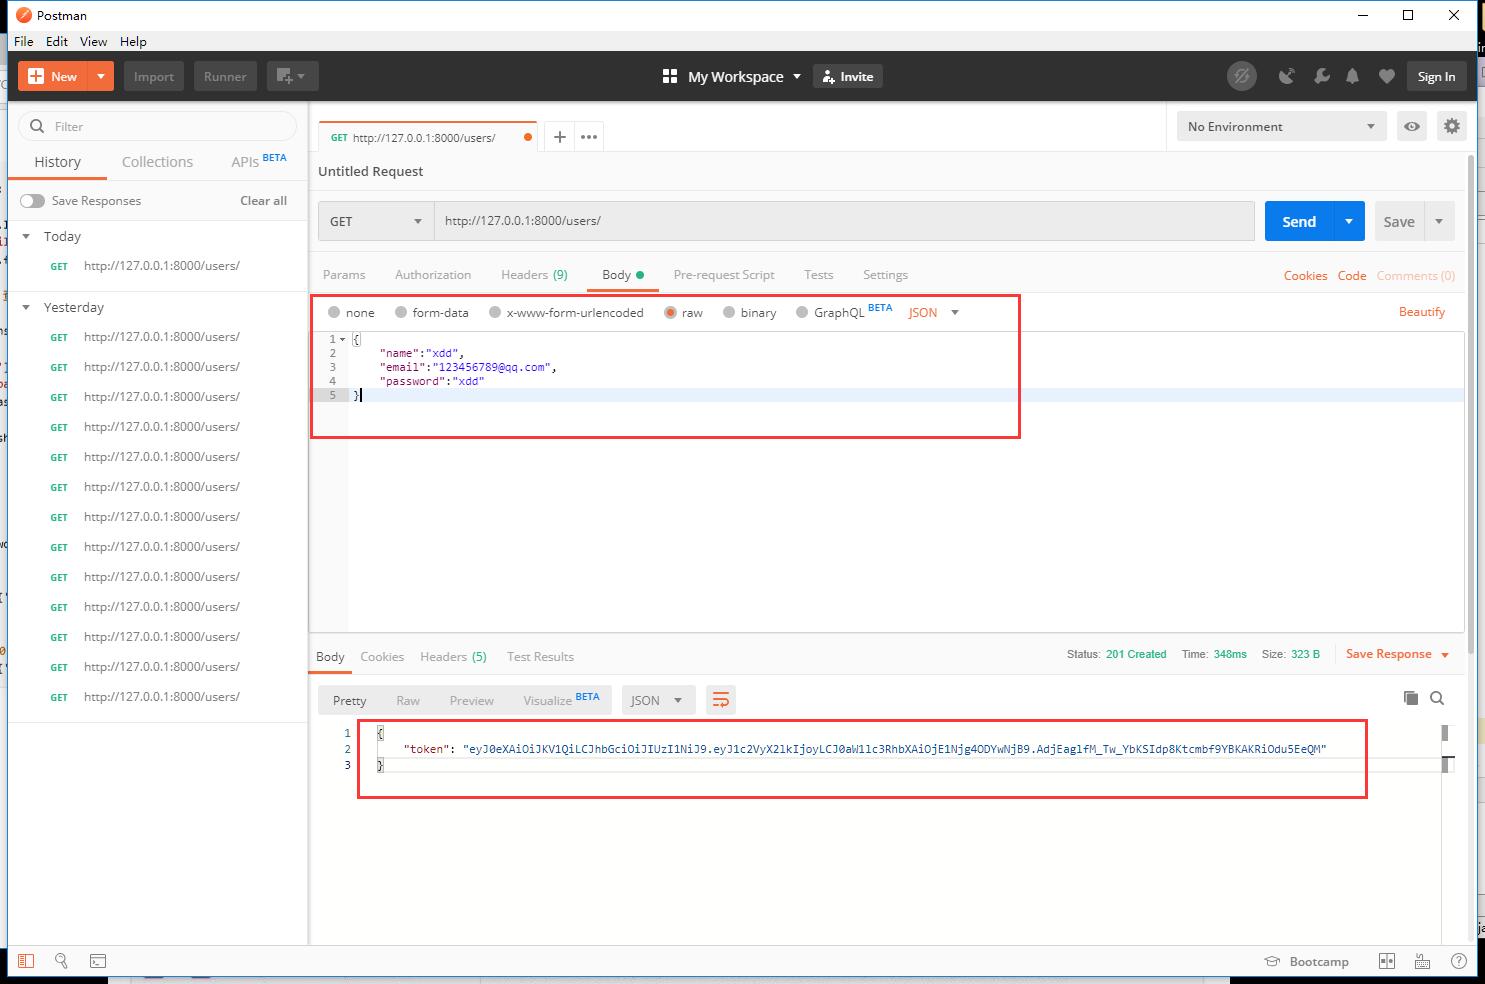 Postman
File Edit View Help
New Import Runner My Workspace Invite Sign In
Filter
History Collections APIs BETA
Save Responses Clear all
Today
GET http://127.0.0.1:8000/users/
Yesterday
GET http://127.0.0.1:8000/users/
GET http://127.0.0.1:8000/users/
GET http://127.0.0.1:8000/users/
GET http://127.0.0.1:8000/users/
GET http://127.0.0.1:8000/users/
GET http://127.0.0.1:8000/users/
GET http://127.0.0.1:8000/users/
GET http://127.0.0.1:8000/users/
GET http://127.0.0.1:8000/users/
GET http://127.0.0.1:8000/users/
GET http://127.0.0.1:8000/users/
GET http://127.0.0.1:8000/users/
GET http://127.0.0.1:8000/users/
GET http://127.0.0.1:8000/users/
No Environment
Untitled Request
GET http://127.0.0.1:8000/users/ Send Save
Params Authorization Headers (9) Body Pre-request Script Tests Settings Cookies Code Comments (0)
none form-data x-www-form-urlencoded raw binary GraphQL BETA JSON Beautify
1 {
2 "name":"xdd",
3 "email":"123456789@qq.com",
4 "password":"xdd"
5 }
Body Cookies Headers (5) Test Results Status: 201 Created Time: 348ms Size: 323 B Save Response
Pretty Raw Preview Visualize BETA JSON
1 {
2 "token": "eyJ0eXAiOiJKV1QiLCJhbGciOiJIUzI1NiJ9.eyJ1c2VyX2lkIjoyLCJ0aW1lc3RhbXAiOjE1Njg4ODYwNjB9.AdjEaglfM_Tw_YbKSIdp8Ktcmbf9YBKAKRiOdu5EeQM"
3 }
Bootcamp